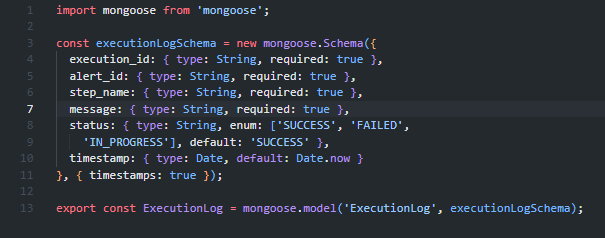 1 import mongoose from 'mongoose';
2
3 const executionLogSchema = new mongoose.Schema({
4 execution_id: { type: String, required: true },
5 alert_id: { type: String, required: true },
6 step_name: { type: String, required: true },
7 message: { type: String, required: true },
8 status: { type: String, enum: ['SUCCESS', 'FAILED',
9 'IN_PROGRESS'], default: 'SUCCESS' },
10 timestamp: { type: Date, default: Date.now }
11 }, { timestamps: true });
12
13 export const ExecutionLog = mongoose.model('ExecutionLog', executionLogSchema);